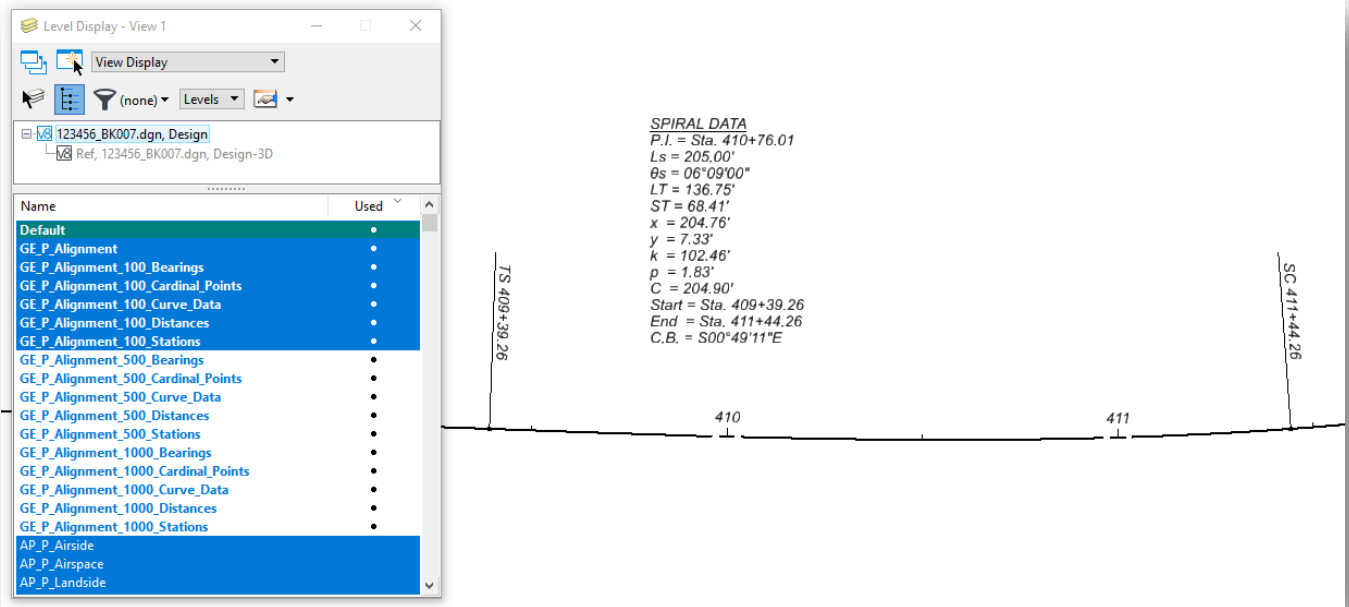 Level Display - View 1
View Display
(none)
Levels
123456_BK007.dgn, Design
Ref, 123456_BK007.dgn, Design-3D
Name Used
Default
GE_P_Alignment
GE_P_Alignment_100_Bearings
GE_P_Alignment_100_Cardinal_Points
GE_P_Alignment_100_Curve_Data
GE_P_Alignment_100_Distances
GE_P_Alignment_100_Stations
GE_P_Alignment_500_Bearings
GE_P_Alignment_500_Cardinal_Points
GE_P_Alignment_500_Curve_Data
GE_P_Alignment_500_Distances
GE_P_Alignment_500_Stations
GE_P_Alignment_1000_Bearings
GE_P_Alignment_1000_Cardinal_Points
GE_P_Alignment_1000_Curve_Data
GE_P_Alignment_1000_Distances
GE_P_Alignment_1000_Stations
AP_P_Airside
AP_P_Airspace
AP_P_Landside
SPIRAL DATA
P.I. = Sta. 410+76.01
Ls = 205.00'
θs = 06°09'00"
LT = 136.75'
ST = 68.41'
x = 204.76'
y = 7.33'
k = 102.46'
p = 1.83'
C = 204.90'
Start = Sta. 409+39.26
End = Sta. 411+44.26
C.B. = S00°49'11"E
TS 409+39.26
SC 411+44.26
410
411